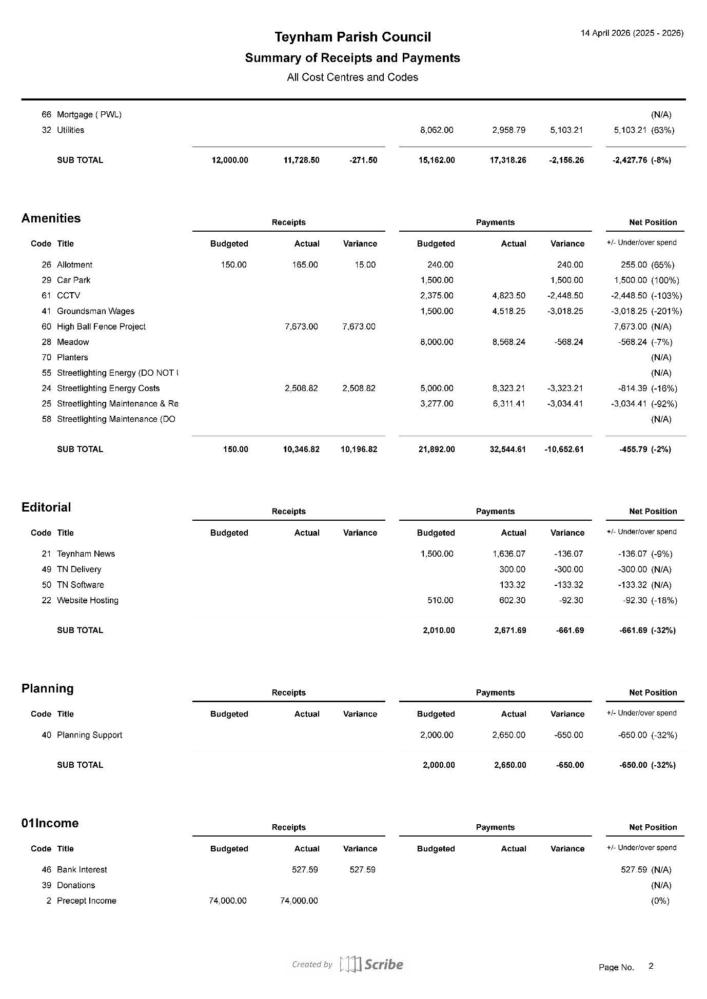 14 April 2026 (2025 - 2026)
Teynham Parish Council
Summary of Receipts and Payments
All Cost Centres and Codes
66 Mortgage ( PWL) (N/A)
32 Utilities 8,062.00 2,958.79 5,103.21 5,103.21 (63%)
SUB TOTAL 12,000.00 11,728.50 -271.50 15,162.00 17,318.26 -2,156.26 -2,427.76 (-8%)
Amenities Receipts Payments Net Position
Code Title Budgeted Actual Variance Budgeted Actual Variance +/- Under/over spend
26 Allotment 150.00 165.00 15.00 240.00 240.00 255.00 (65%)
29 Car Park 1,500.00 1,500.00 1,500.00 (100%)
61 CCTV 2,375.00 4,823.50 -2,448.50 -2,448.50 (-103%)
41 Groundsman Wages 1,500.00 4,518.25 -3,018.25 -3,018.25 (-201%)
60 High Ball Fence Project 7,673.00 7,673.00 7,673.00 (N/A)
28 Meadow 8,000.00 8,568.24 -568.24 -568.24 (-7%)
70 Planters (N/A)
55 Streetlighting Energy (DO NOT (N/A)
24 Streetlighting Energy Costs 2,508.82 2,508.82 5,000.00 8,323.21 -3,323.21 -814.39 (-16%)
25 Streetlighting Maintenance & Re 3,277.00 6,311.41 -3,034.41 -3,034.41 (-92%)
58 Streetlighting Maintenance (DO (N/A)
SUB TOTAL 150.00 10,346.82 10,196.82 21,892.00 32,544.61 -10,652.61 -455.79 (-2%)
Editorial Receipts Payments Net Position
Code Title Budgeted Actual Variance Budgeted Actual Variance +/- Under/over spend
21 Teynham News 1,500.00 1,636.07 -136.07 -136.07 (-9%)
49 TN Delivery 300.00 -300.00 -300.00 (N/A)
50 TN Software 133.32 -133.32 -133.32 (N/A)
22 Website Hosting 510.00 602.30 -92.30 -92.30 (-18%)
SUB TOTAL 2,010.00 2,671.69 -661.69 -661.69 (-32%)
Planning Receipts Payments Net Position
Code Title Budgeted Actual Variance Budgeted Actual Variance +/- Under/over spend
40 Planning Support 2,000.00 2,650.00 -650.00 -650.00 (-32%)
SUB TOTAL 2,000.00 2,650.00 -650.00 -650.00 (-32%)
01Income Receipts Payments Net Position
Code Title Budgeted Actual Variance Budgeted Actual Variance +/- Under/over spend
46 Bank Interest 527.59 527.59 527.59 (N/A)
39 Donations (N/A)
2 Precept Income 74,000.00 74,000.00 (0%)
Created by Scribe
Page No. 2